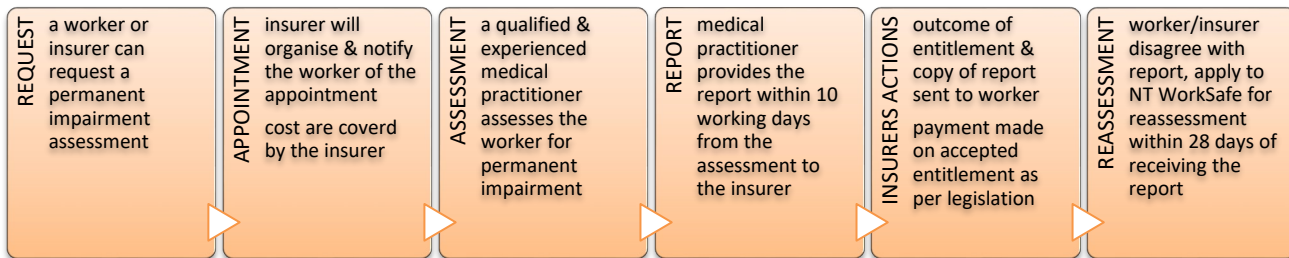 REQUEST
a worker or
insurer can
request a
permanent
impairment
assessment
APPOINTMENT
insurer will
organise & notify
the worker of the
appointment
cost are coverd
by the insurer
ASSESSMENT
a qualified &
experienced
medical
practitioner
assesses the
worker for
permanent
impairment
REPORT
medical
practitioner
provides the
report within 10
working days
from the
assessment to
the insurer
INSURERS ACTIONS
outcome of
entitlement &
copy of report
sent to worker
payment made
on accepted
entitlement as
per legislation
REASSESSMENT
worker/insurer
disagree with
report, apply to
NT WorkSafe for
reassessment
within 28 days of
receiving the
report